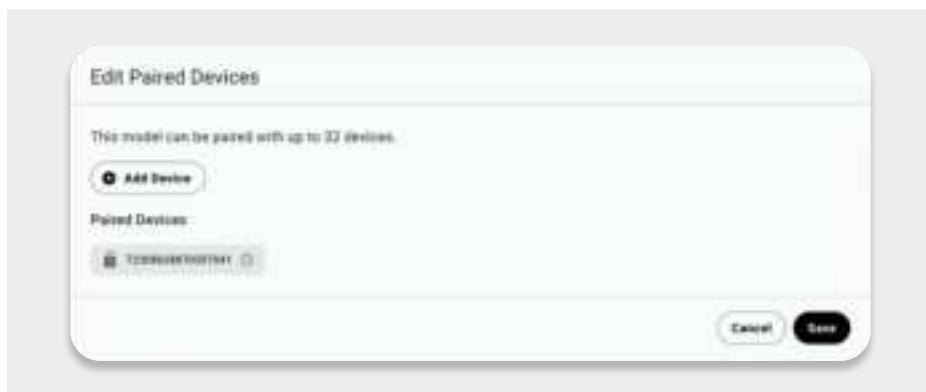 Edit Paired Devices
This model can be paired with up to 32 devices.
Add Device
Paired Devices
Cancel
Save